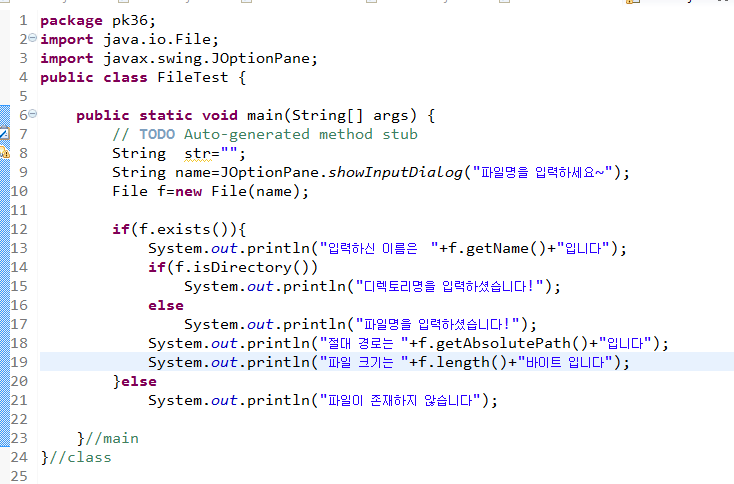 1 package pk36;
2 import java.io.File;
3 import javax.swing.JOptionPane;
4 public class FileTest {
5
6     public static void main(String[] args) {
7         // TODO Auto-generated method stub
8         String  str="";
9         String name=JOptionPane.showInputDialog("파일명을 입력하세요~");
10         File f=new File(name);
11
12         if(f.exists()){
13             System.out.println("입력하신 이름은  "+f.getName()+"입니다");
14             if(f.isDirectory())
15                 System.out.println("디렉토리명을 입력하셨습니다!");
16             else
17                 System.out.println("파일명을 입력하셨습니다!");
18             System.out.println("절대 경로는 "+f.getAbsolutePath()+"입니다");
19             System.out.println("파일 크기는 "+f.length()+"바이트 입니다");
20         }else
21             System.out.println("파일이 존재하지 않습니다");
22
23     }//main
24 }//class
25